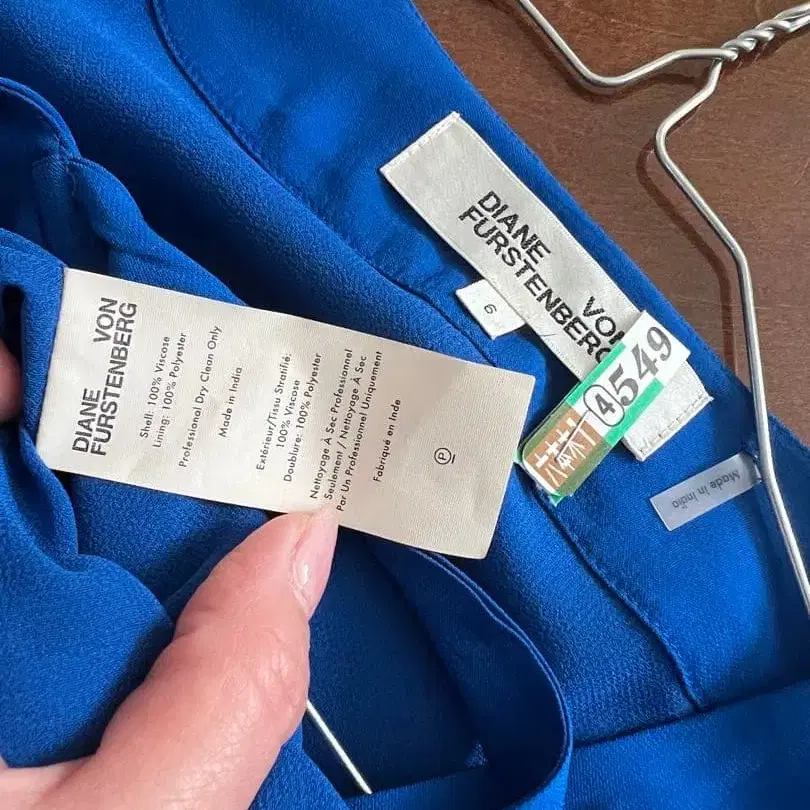 DIANE VON
FURSTENBERG
Shell: 100% Viscose
Lining: 100% Polyester
Professional Dry Clean Only
Made in India
Extérieur/Tissu Stratifié:
100% Viscose
Doublure: 100% Polyester
Nettoyage À Sec Professionnel
Seulement / Nettoyage À Sec
Par Un Professionnel Uniquement
Fabriqué en Inde
P
DIANE VON
FURSTENBERG
6
4549
Made in India